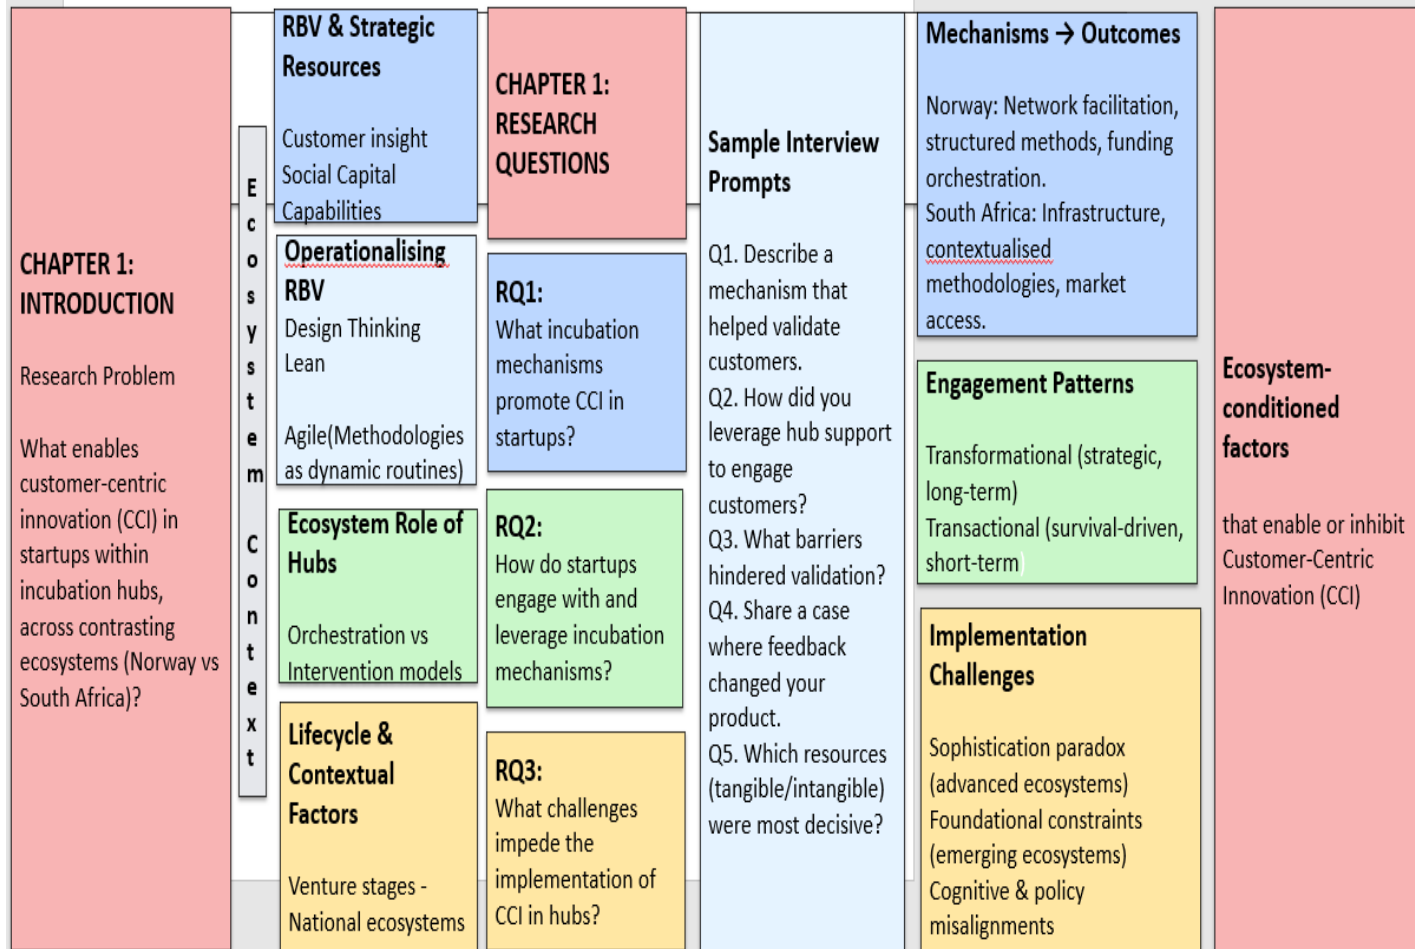 CHAPTER 1:
INTRODUCTION
Research Problem
What enables
customer-centric
innovation (CCI) in
startups within
incubation hubs,
across contrasting
ecosystems (Norway vs
South Africa)?
E
c
o
s
y
s
t
e
m
C
o
n
t
e
x
t
RBV & Strategic
Resources
Customer insight
Social Capital
Capabilities
Operationalising
RBV
Design Thinking
Lean
Agile(Methodologies
as dynamic routines)
Ecosystem Role of
Hubs
Orchestration vs
Intervention models
Lifecycle &
Contextual
Factors
Venture stages -
National ecosystems
CHAPTER 1:
RESEARCH
QUESTIONS
RQ1:
What incubation
mechanisms
promote CCI in
startups?
RQ2:
How do startups
engage with and
leverage incubation
mechanisms?
RQ3:
What challenges
impede the
implementation of
CCI in hubs?
Sample Interview
Prompts
Q1. Describe a
mechanism that
helped validate
customers.
Q2. How did you
leverage hub support
to engage
customers?
Q3. What barriers
hindered validation?
Q4. Share a case
where feedback
changed your
product.
Q5. Which resources
(tangible/intangible)
were most decisive?
Mechanisms → Outcomes
Norway: Network facilitation,
structured methods, funding
orchestration.
South Africa: Infrastructure,
contextualised
methodologies, market
access.
Engagement Patterns
Transformational (strategic,
long-term)
Transactional (survival-driven,
short-term)
Implementation
Challenges
Sophistication paradox
(advanced ecosystems)
Foundational constraints
(emerging ecosystems)
Cognitive & policy
misalignments
Ecosystem-
conditioned
factors
that enable or inhibit
Customer-Centric
Innovation (CCI)